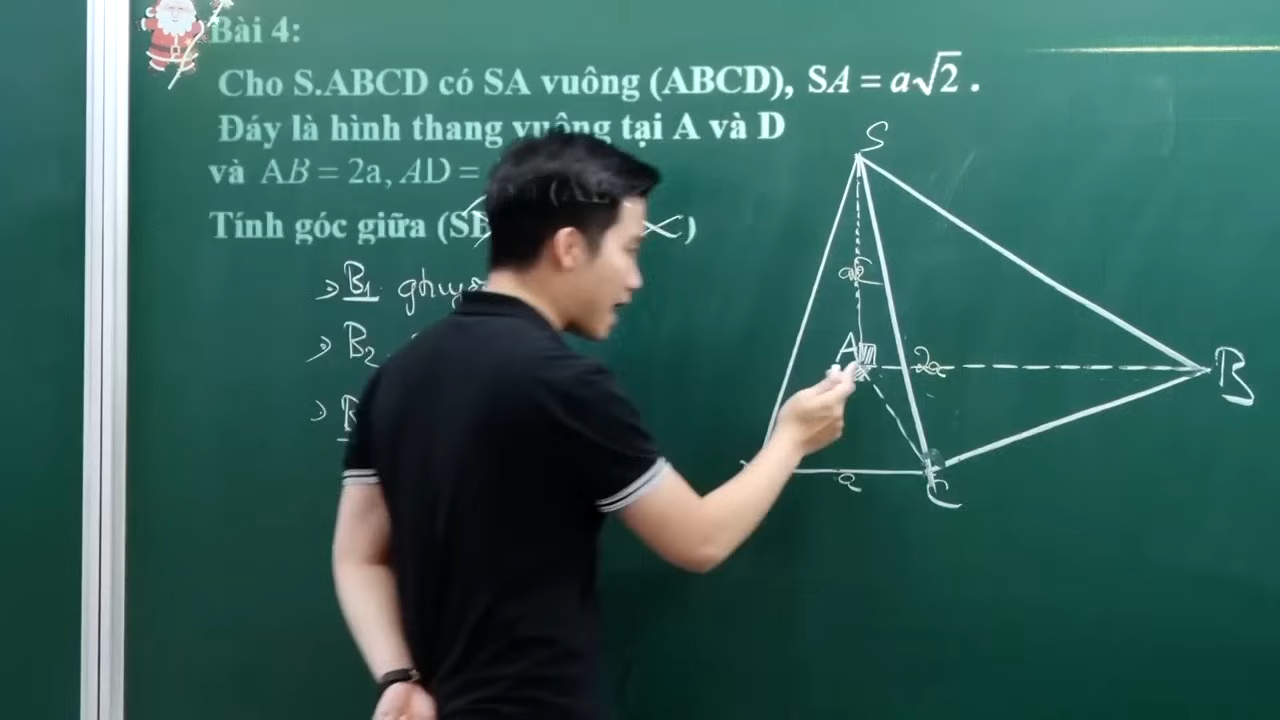 Bài 4:
Cho S.ABCD có SA vuông (ABCD), SA = a√2 .
Đáy là hình thang vuông tại A và D
và AB = 2a, AD =
Tính góc giữa (SB )
B1
B2
S
a√2
A
2a
B
a
C